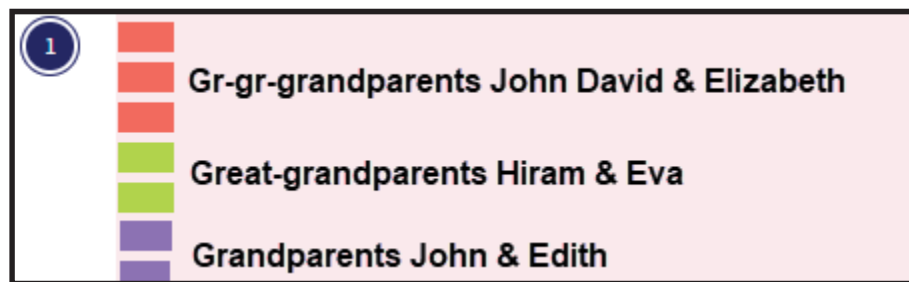 1
Gr-gr-grandparents John David & Elizabeth
Great-grandparents Hiram & Eva
Grandparents John & Edith